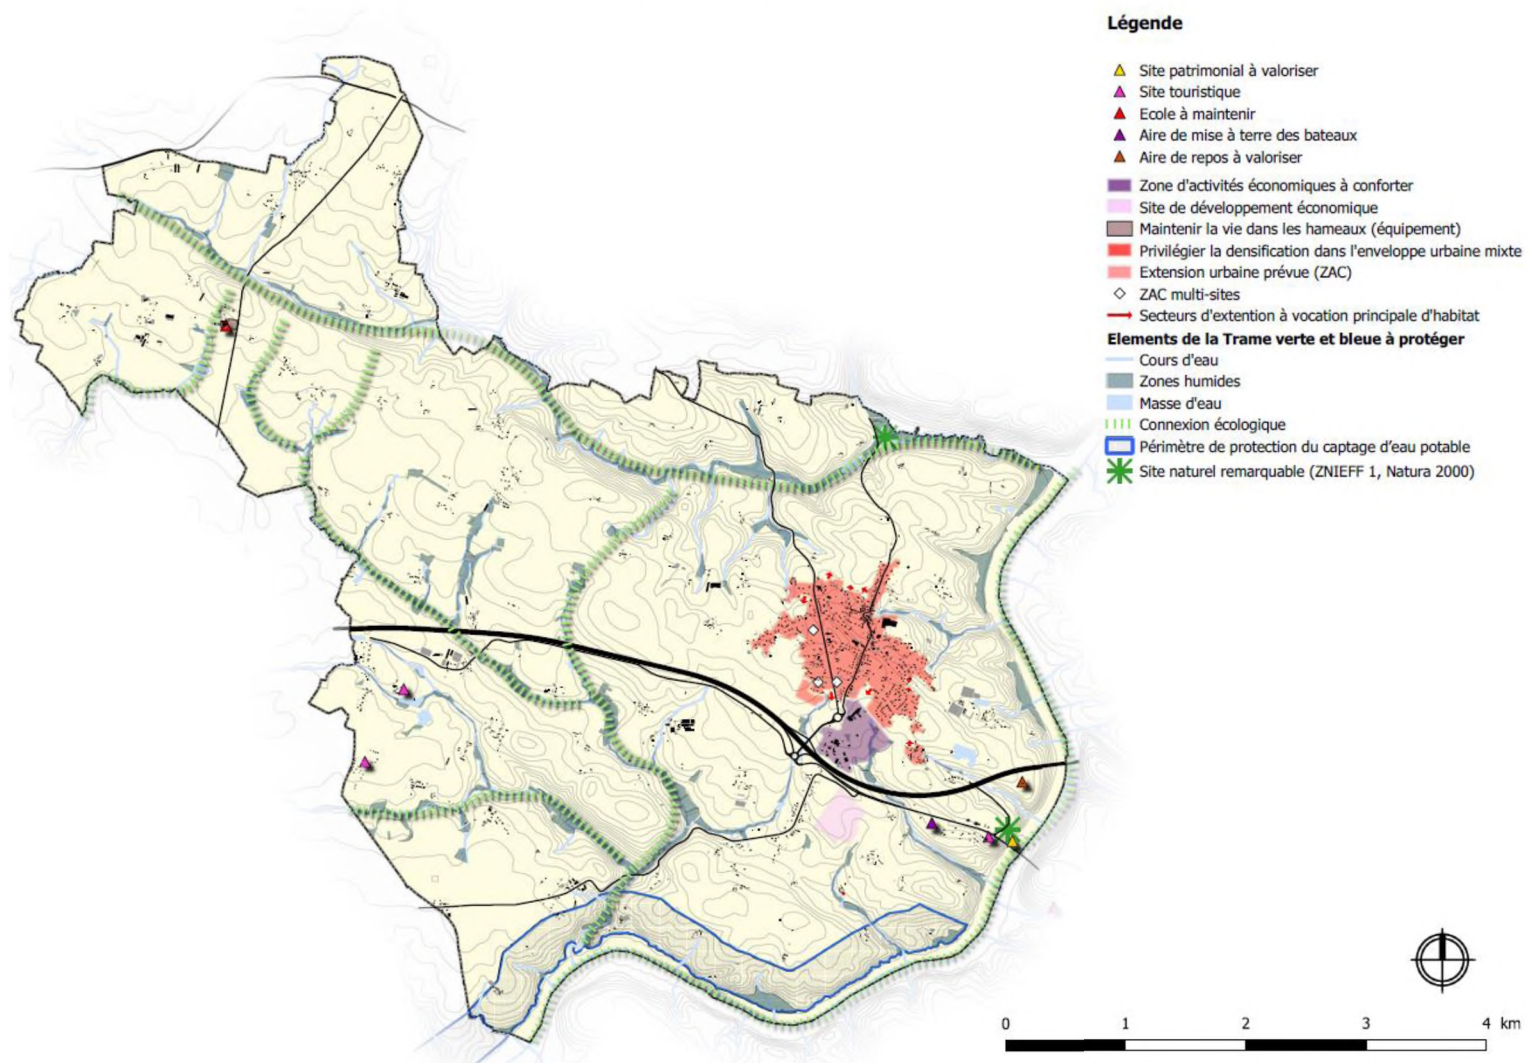 Légende
Site patrimonial à valoriser
Site touristique
Ecole à maintenir
Aire de mise à terre des bateaux
Aire de repos à valoriser
Zone d'activités économiques à conforter
Site de développement économique
Maintenir la vie dans les hameaux (équipement)
Privilégier la densification dans l'enveloppe urbaine mixte
Extension urbaine prévue (ZAC)
ZAC multi-sites
Secteurs d'extention à vocation principale d'habitat
Elements de la Trame verte et bleue à protéger
Cours d'eau
Zones humides
Masse d'eau
Connexion écologique
Périmètre de protection du captage d’eau potable
Site naturel remarquable (ZNIEFF 1, Natura 2000)
0 1 2 3 4 km